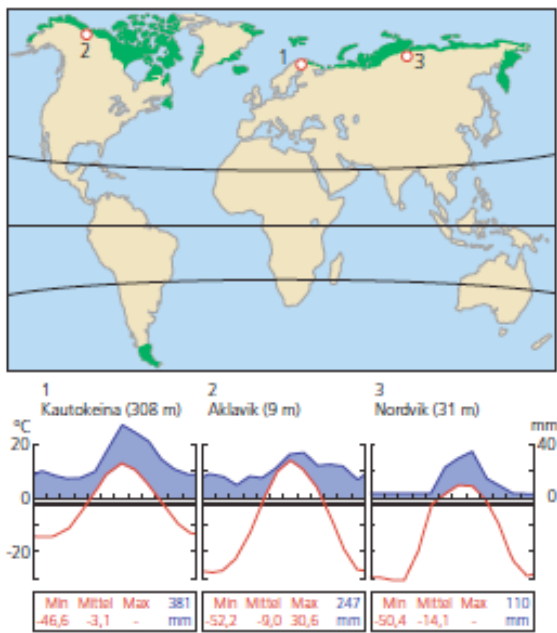 2
1
3
1
Kautokeina (308 m)
2
Aklavik (9 m)
3
Nordvik (31 m)
°C
mm
20
40
0
0
-20
Min Mittel Max 381
-46,6 -3,1 - mm
Min Mittel Max 247
-52,2 -9,0 30,6 mm
Min Mittel Max 110
-50,4 -14,1 - mm